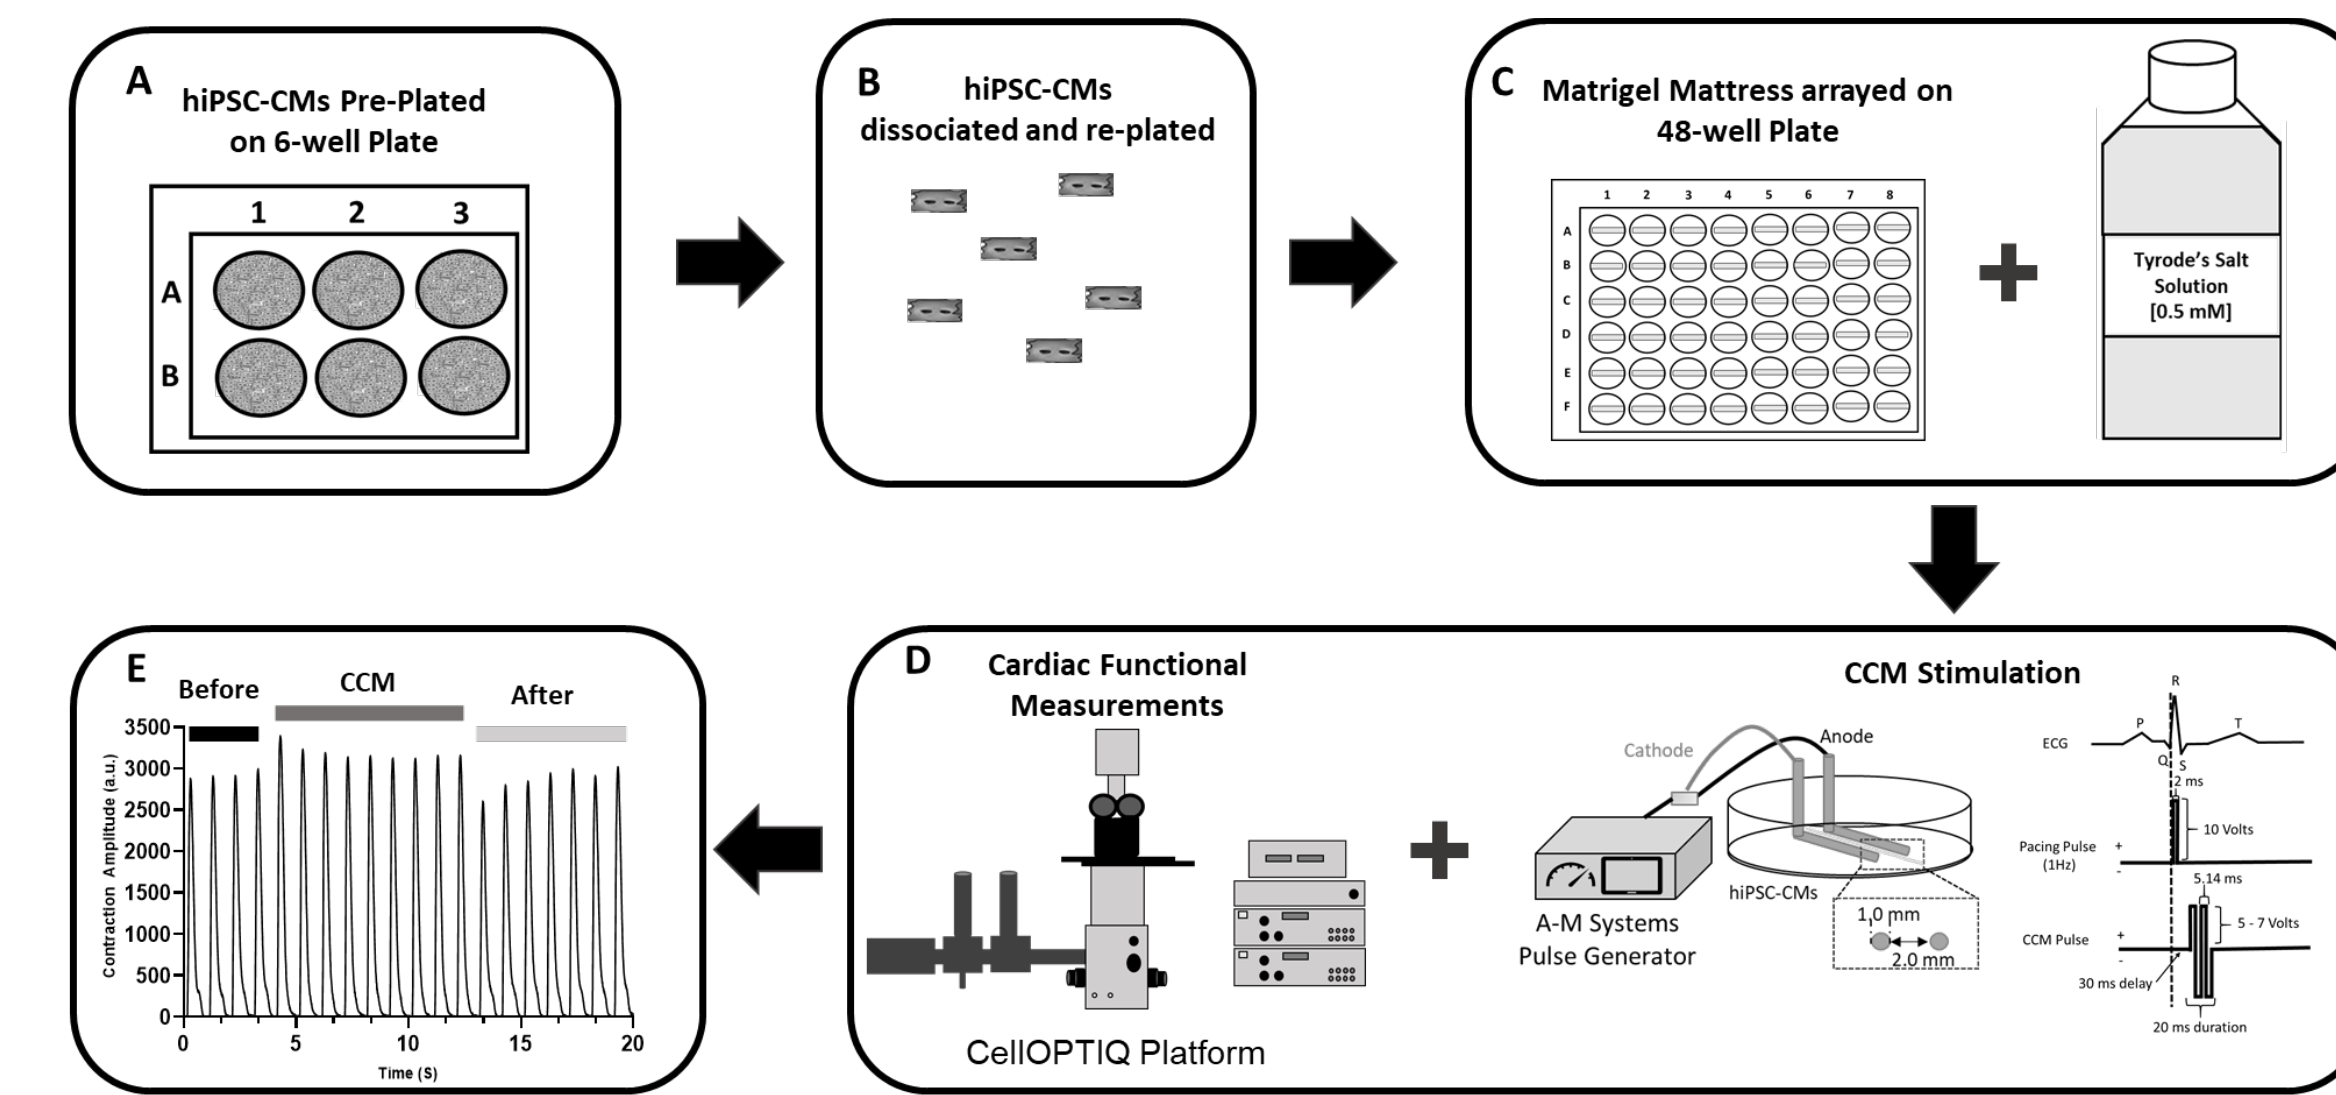 A
hiPSC-CMs Pre-Plated
on 6-well Plate
1 2 3
A
B
B
hiPSC-CMs
dissociated and re-plated
C
Matrigel Mattress arrayed on
48-well Plate
1 2 3 4 5 6 7 8
A
B
C
D
E
F
Tyrode's Salt
Solution
[0.5 mM]
D
Cardiac Functional
Measurements
CellOPTIQ Platform
CCM Stimulation
Cathode
Anode
hiPSC-CMs
A-M Systems
Pulse Generator
1.0 mm
2.0 mm
R
P
T
ECG
Q
S
2 ms
10 Volts
Pacing Pulse
(1Hz)
+
-
5.14 ms
5 - 7 Volts
CCM Pulse
+
-
30 ms delay
20 ms duration
E
Before
CCM
After
Contraction Amplitude (a.u.)
3500
3000
2500
2000
1500
1000
500
0
0 5 10 15 20
Time (S)